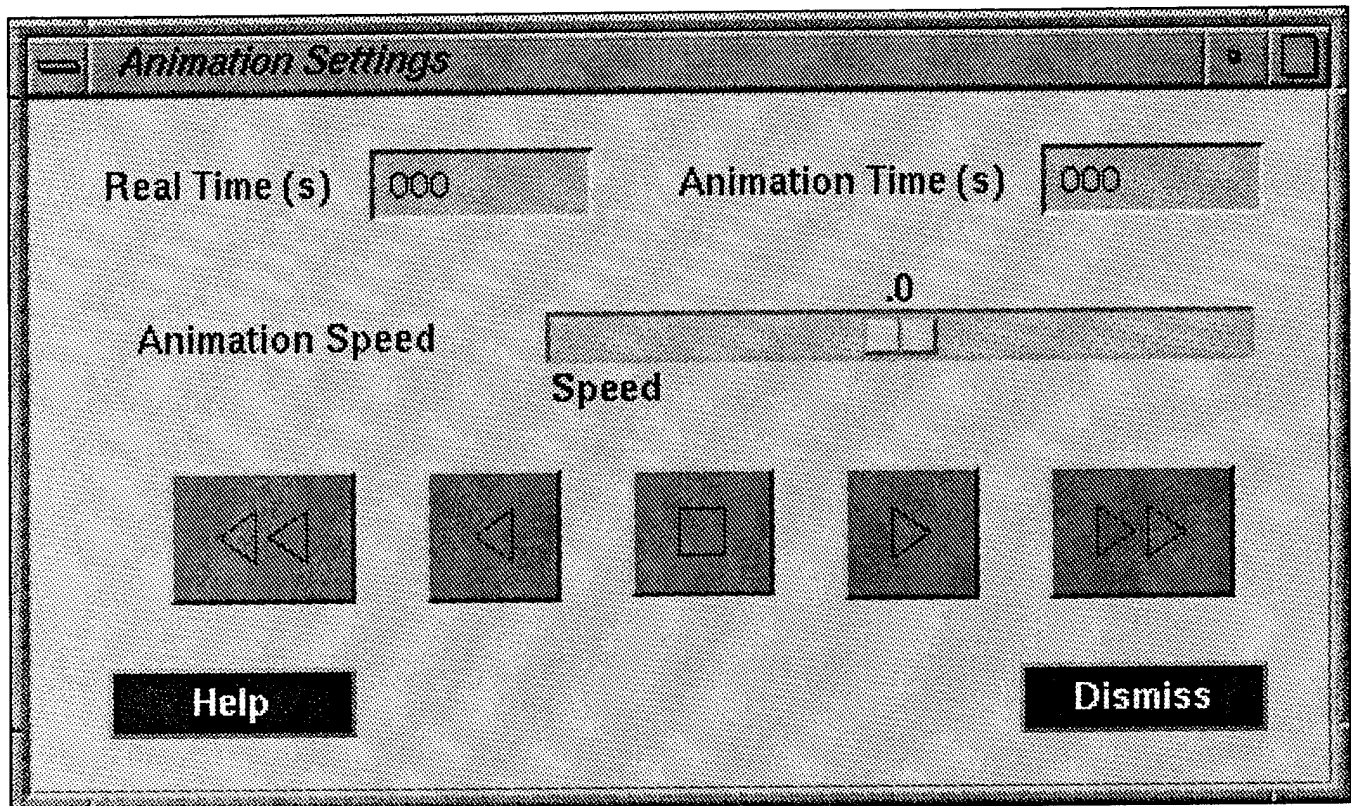 Animation Settings
Real Time (s) 000 Animation Time (s) 000
.0
Animation Speed
Speed
Help Dismiss